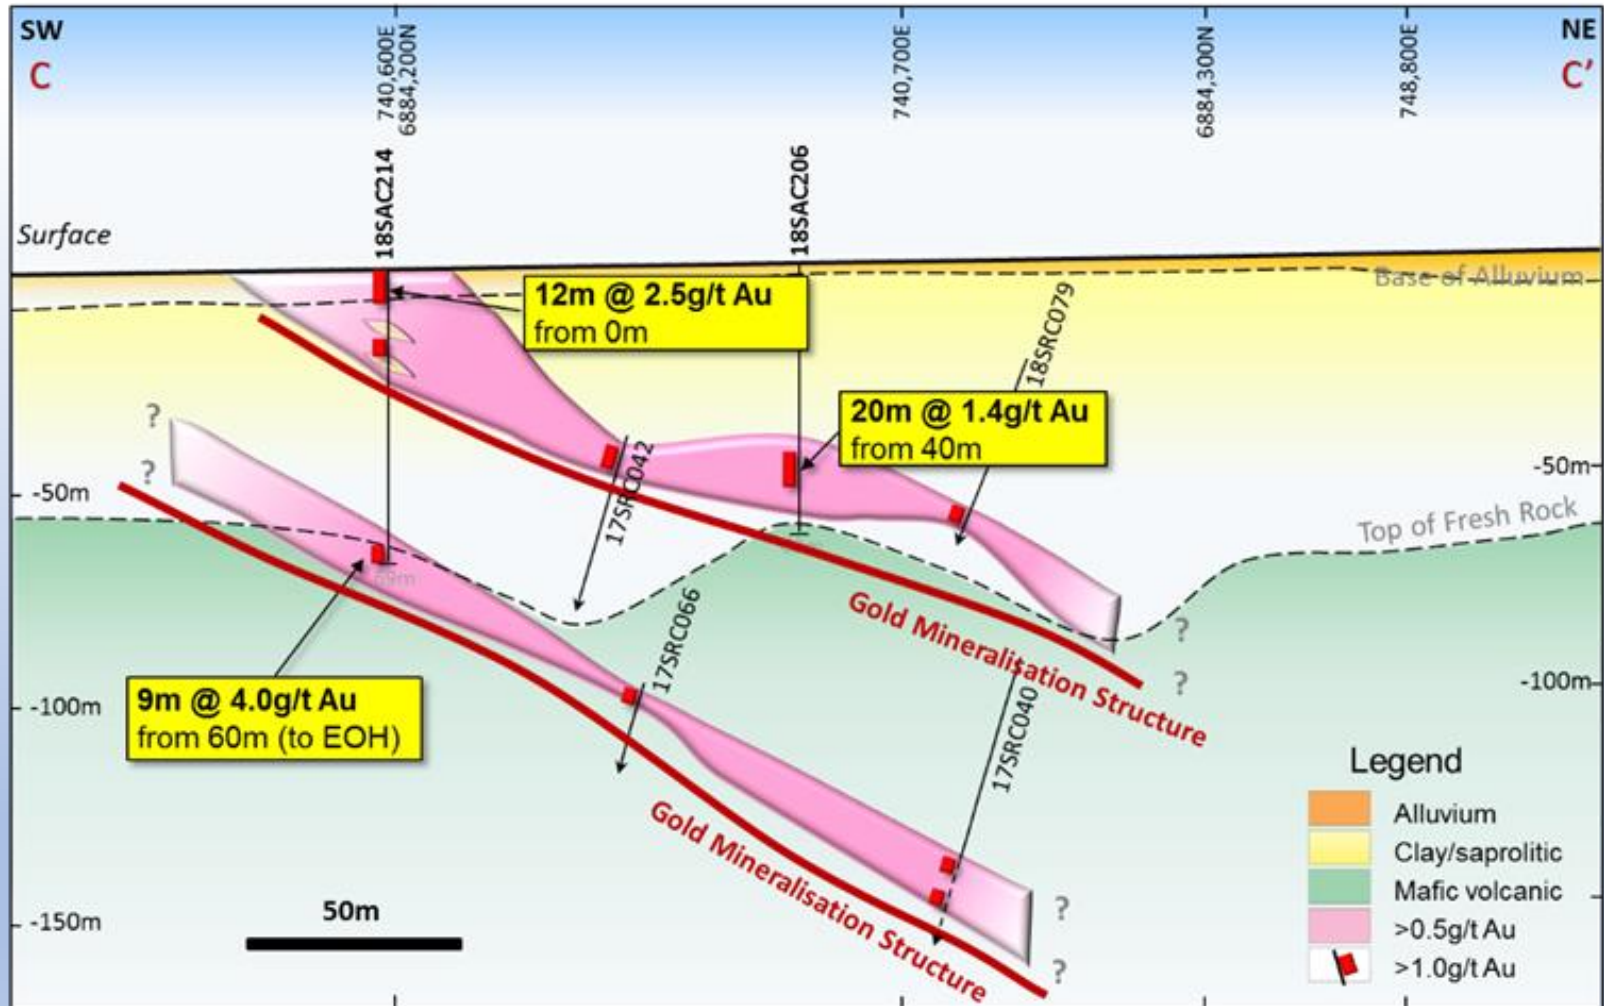 SW
NE
C
C'
740,600E
6884,200N
740,700E
6884,300N
748,800E
18SAC214
18SAC206
Surface
Base of Alluvium
12m @ 2.5g/t Au
from 0m
18SRC079
20m @ 1.4g/t Au
from 40m
?
?
17SRC042
-50m
-50m
Top of Fresh Rock
69m
Gold Mineralisation Structure
?
?
17SRC066
9m @ 4.0g/t Au
from 60m (to EOH)
-100m
-100m
17SRC040
Gold Mineralisation Structure
?
?
-150m
50m
Legend
Alluvium
Clay/saprolitic
Mafic volcanic
>0.5g/t Au
>1.0g/t Au